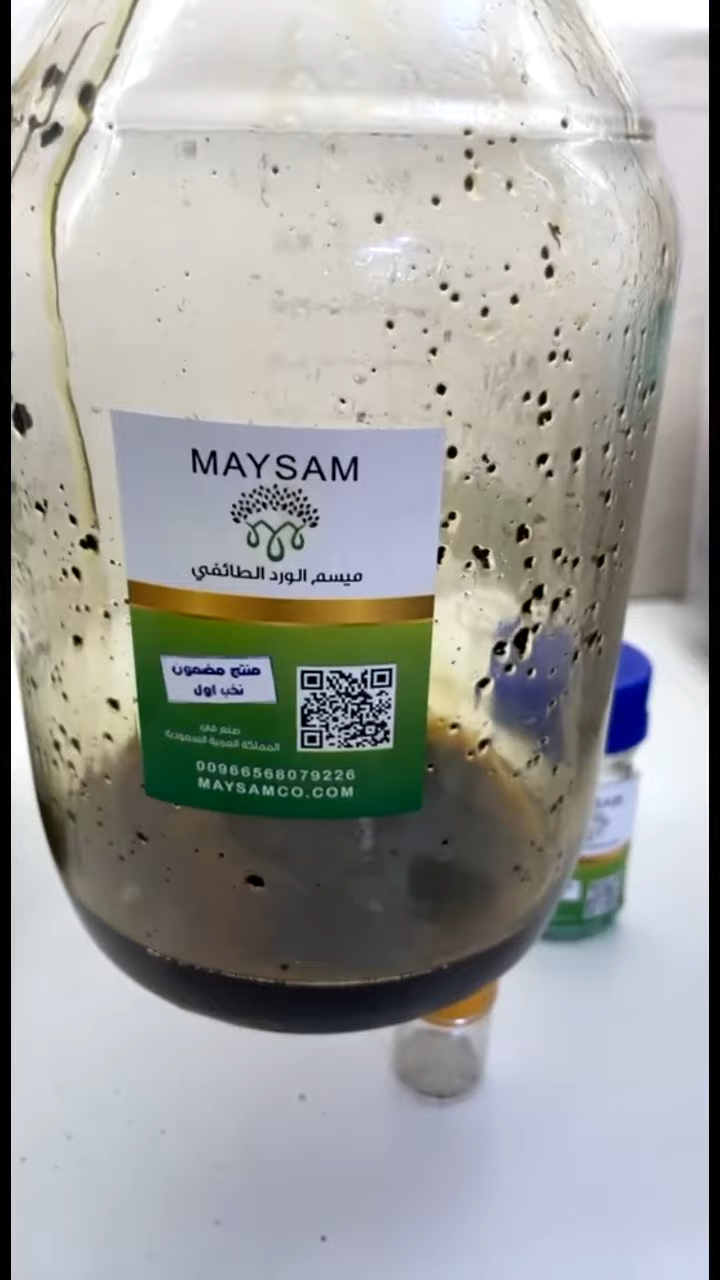 MAYSAM
ميسم الورد الطائفي
منتج مضمون
نخب اول
صنع في
المملكة العربية السعودية
00966568079226
MAYSAMCO.COM